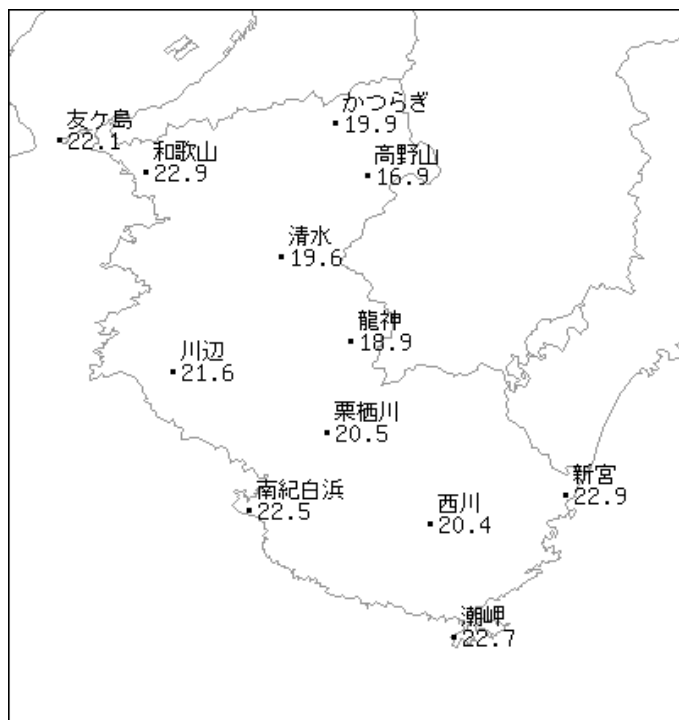 かつらぎ
19.9
友ケ島
22.1
和歌山
22.9
高野山
16.9
清水
19.6
龍神
18.9
川辺
21.6
栗栖川
20.5
新宮
22.9
南紀白浜
22.5
西川
20.4
潮岬
22.7